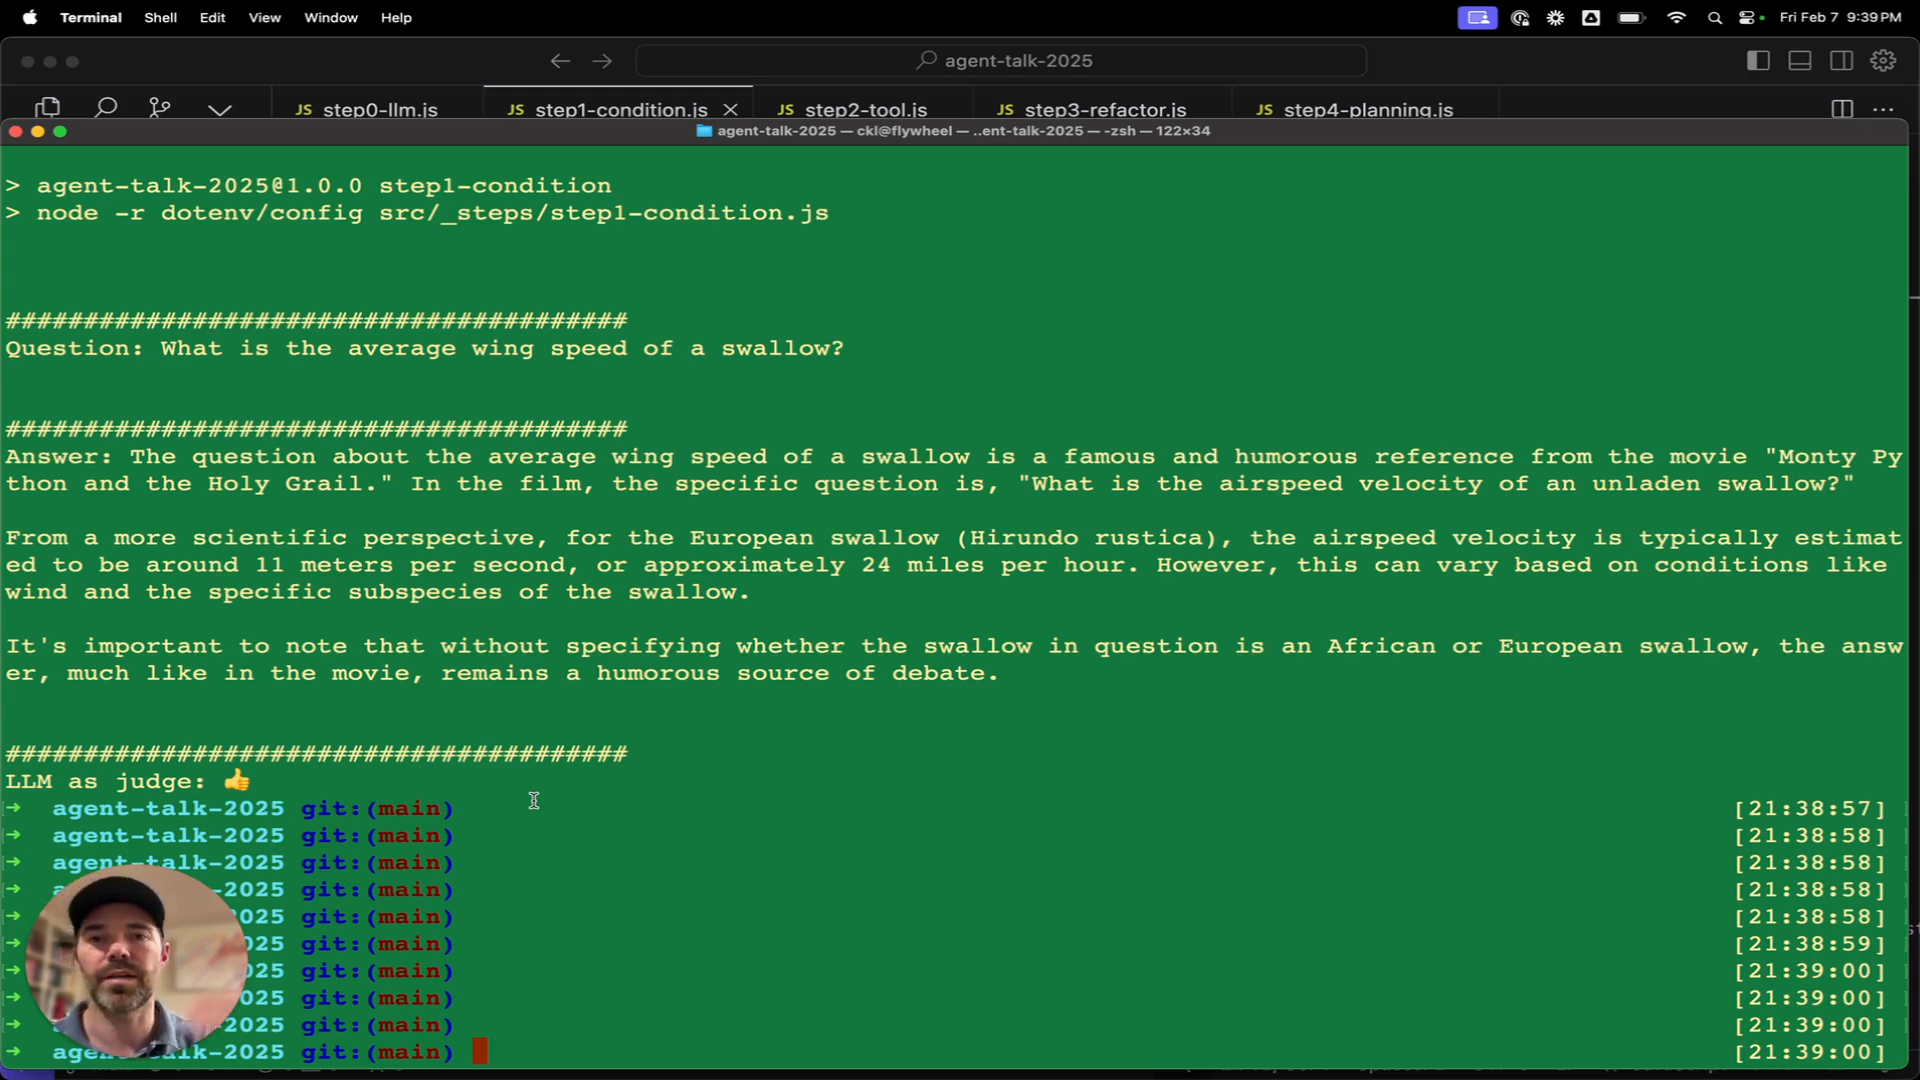 Terminal Shell Edit View Window Help Fri Feb 7 9:39 PM
agent-talk-2025
JS step0-llm.js JS step1-condition.js JS step2-tool.js JS step3-refactor.js JS step4-planning.js
agent-talk-2025 — ckl@flywheel — ..ent-talk-2025 — -zsh — 122×34
> agent-talk-2025@1.0.0 step1-condition
> node -r dotenv/config src/_steps/step1-condition.js
########################################
Question: What is the average wing speed of a swallow?
########################################
Answer: The question about the average wing speed of a swallow is a famous and humorous reference from the movie "Monty Py
thon and the Holy Grail." In the film, the specific question is, "What is the airspeed velocity of an unladen swallow?"
From a more scientific perspective, for the European swallow (Hirundo rustica), the airspeed velocity is typically estimat
ed to be around 11 meters per second, or approximately 24 miles per hour. However, this can vary based on conditions like
wind and the specific subspecies of the swallow.
It's important to note that without specifying whether the swallow in question is an African or European swallow, the answ
er, much like in the movie, remains a humorous source of debate.
########################################
LLM as judge: 👍
→ agent-talk-2025 git:(main) [21:38:57]
→ agent-talk-2025 git:(main) [21:38:58]
→ agent-talk-2025 git:(main) [21:38:58]
→ 025 git:(main) [21:38:58]
→ 025 git:(main) [21:38:58]
→ 025 git:(main) [21:38:59]
→ 025 git:(main) [21:39:00]
→ 025 git:(main) [21:39:00]
→ 2025 git:(main) [21:39:00]
→ agent-talk-2025 git:(main) [21:39:00]